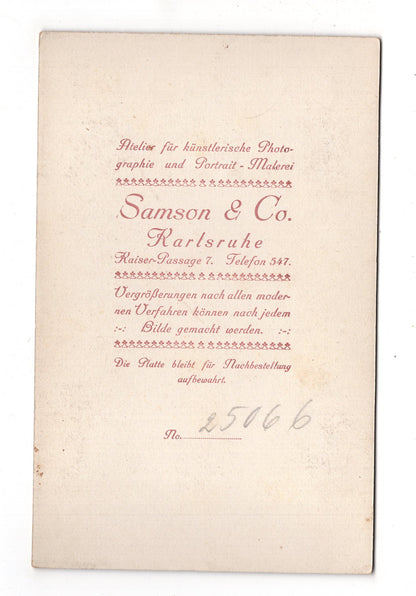 Atelier für künstlerische Photo-
graphie und Portrait-Malerei
Samson & Co.
Karlsruhe
Kaiser-Passage 7. Telefon 547.
Vergrößerungen nach allen moder-
nen Verfahren können nach jedem
:-: Bilde gemacht werden. :-:
Die Platte bleibt für Nachbestellung
aufbewahrt.
No. 25066